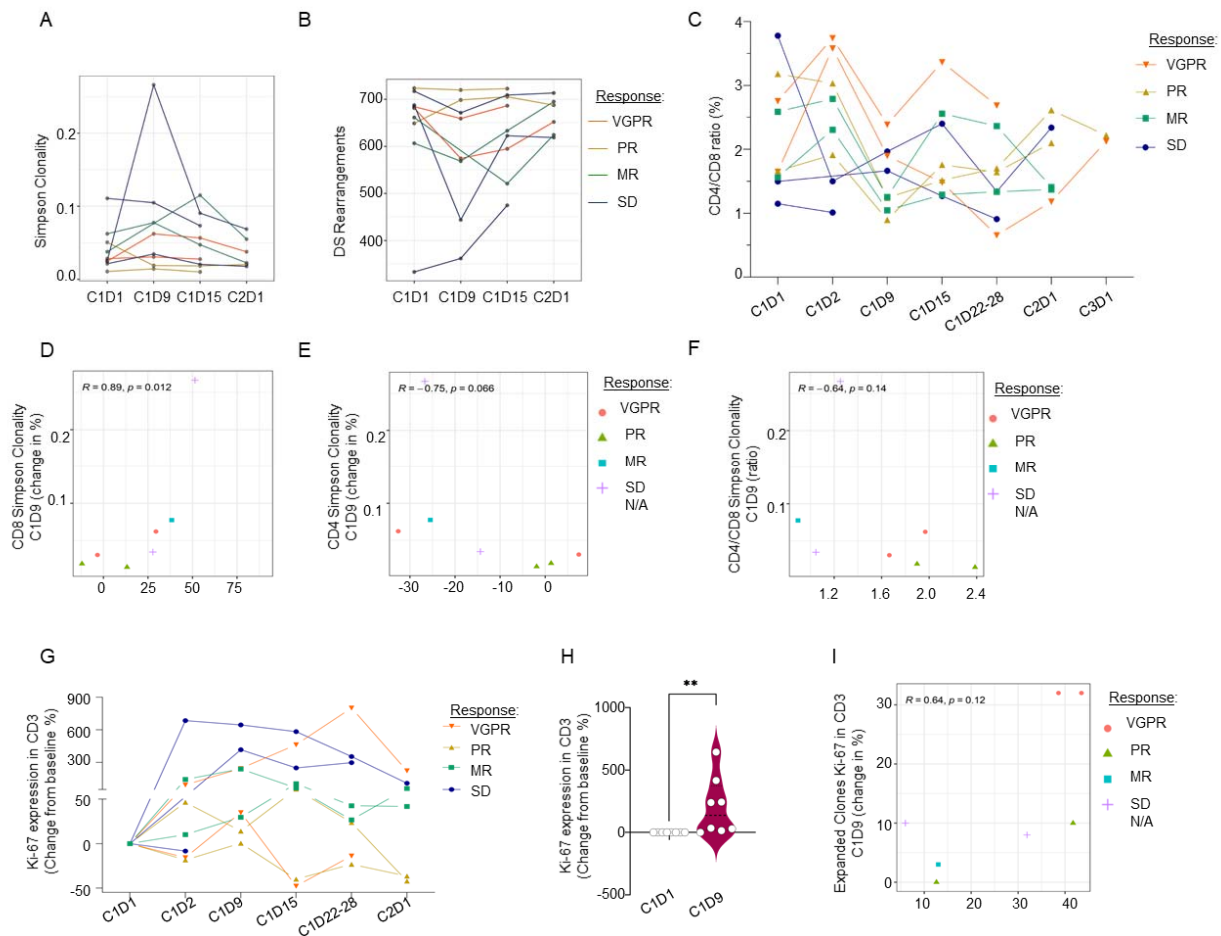 A
B
C
Simpson Clonality
0.2
0.1
0.0
C1D1
C1D9
C1D15
C2D1
DS Rearrangements
700
600
500
400
C1D1
C1D9
C1D15
C2D1
Response:
VGPR
PR
MR
SD
CD4/CD8 ratio (%)
4
3
2
1
0
C1D1
C1D2
C1D9
C1D15
C1D22-28
C2D1
C3D1
Response:
VGPR
PR
MR
SD
D
E
F
CD8 Simpson Clonality
C1D9 (change in %)
R = 0.89, p = 0.012
0.2
0.1
0
25
50
75
CD4 Simpson Clonality
C1D9 (change in %)
R = −0.75, p = 0.066
0.2
0.1
-30
-20
-10
0
Response:
VGPR
PR
MR
SD
N/A
CD4/CD8 Simpson Clonality
C1D9 (ratio)
R = −0.64, p = 0.14
0.2
0.1
1.2
1.6
2.0
2.4
Response:
VGPR
PR
MR
SD
N/A
G
H
I
Ki-67 expression in CD3
(Change from baseline %)
900
600
300
50
0
-50
C1D1
C1D2
C1D9
C1D15
C1D22-28
C2D1
Response:
VGPR
PR
MR
SD
Ki-67 expression in CD3
(Change from baseline %)
**
1000
500
0
-500
C1D1
C1D9
Expanded Clones Ki-67 in CD3
C1D9 (change in %)
R = 0.64, p = 0.12
30
20
10
0
10
20
30
40
Response:
VGPR
PR
MR
SD
N/A